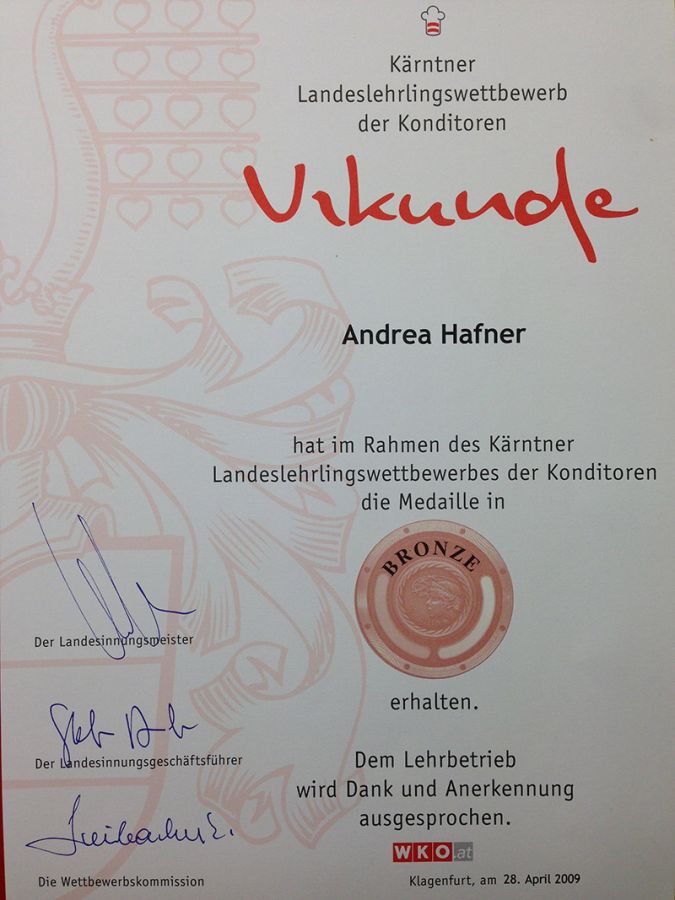 Kärntner
Landeslehrlingswettbewerb
der Konditoren
Urkunde
Andrea Hafner
hat im Rahmen des Kärntner
Landeslehrlingswettbewerbes der Konditoren
die Medaille in
BRONZE
erhalten.
Der Landesinnungsmeister
Der Landesinnungsgeschäftsführer
Dem Lehrbetrieb
wird Dank und Anerkennung
ausgesprochen.
WKO.at
Die Wettbewerbskommission
Klagenfurt, am 28. April 2009